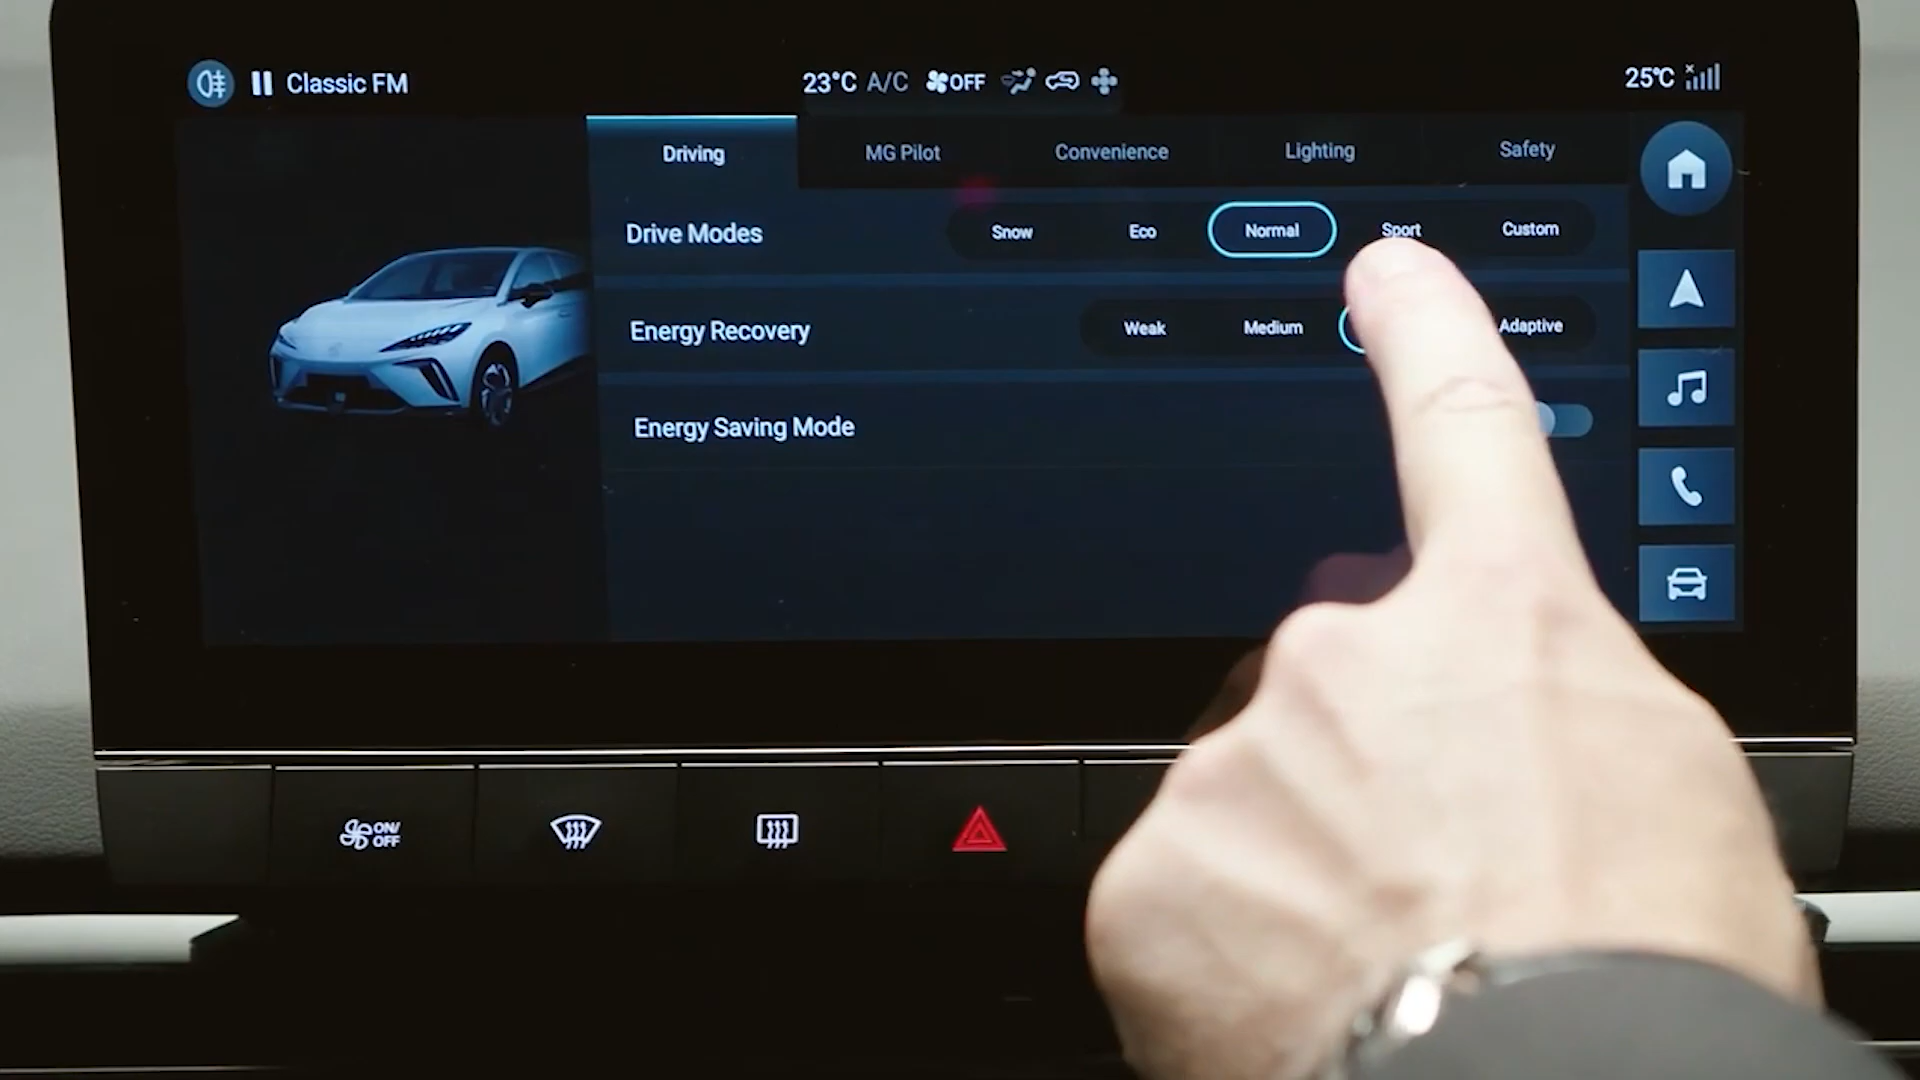 Classic FM
23°C A/C OFF
25°C
Driving MG Pilot Convenience Lighting Safety
Drive Modes Snow Eco Normal Sport Custom
Energy Recovery Weak Medium Adaptive
Energy Saving Mode
ON/
OFF